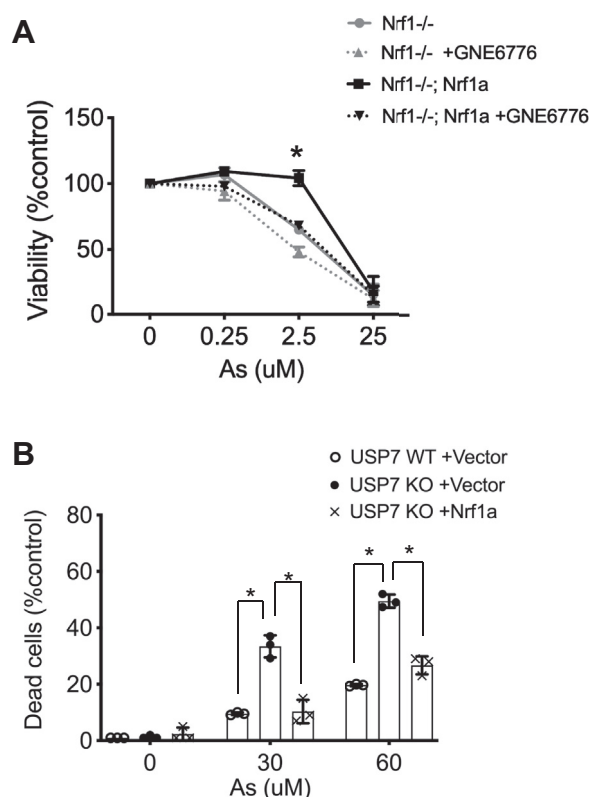 A
Nrf1-/-
Nrf1-/- +GNE6776
Nrf1-/-; Nrf1a
Nrf1-/-; Nrf1a +GNE6776
Viability (%control)
150
100
50
0
*
0 0.25 2.5 25
As (uM)
B
USP7 WT +Vector
USP7 KO +Vector
USP7 KO +Nrf1a
Dead cells (%control)
80
60
40
20
0
* *
* *
0 30 60
As (uM)